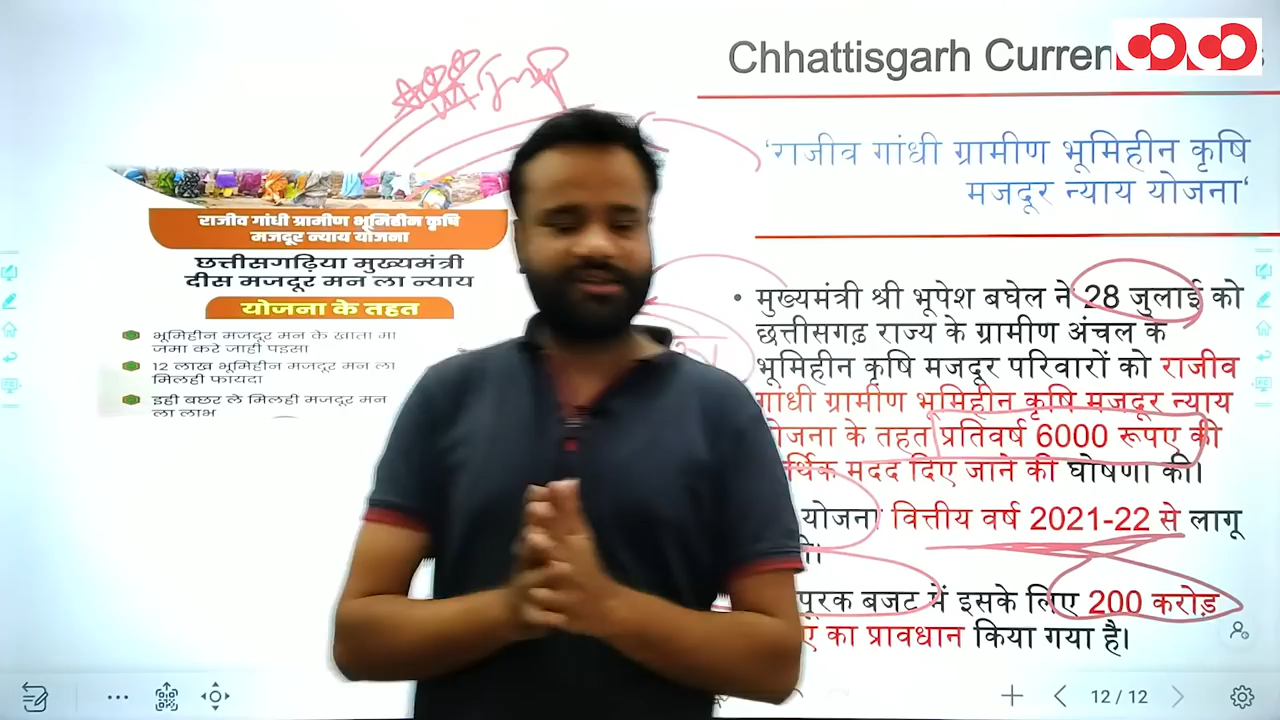 Chhattisgarh Curren
'राजीव गांधी ग्रामीण भूमिहीन कृषि
मजदूर न्याय योजना'
राजीव गांधी ग्रामीण भूमिहीन कृषि
मजदूर न्याय योजना
छत्तीसगढ़िया मुख्यमंत्री
दीस मजदूर मन ला न्याय
योजना के तहत
भूमिहीन मजदूर मन के खाता मा
जमा करे जाही पइसा
12 लाख भूमिहीन मजदूर मन ला
मिलही फायदा
इही बछर ले मिलही मजदूर मन
ला लाभ
• मुख्यमंत्री श्री भूपेश बघेल ने 28 जुलाई को
छत्तीसगढ़ राज्य के ग्रामीण अंचल के
भूमिहीन कृषि मजदूर परिवारों को राजीव
गांधी ग्रामीण भूमिहीन कृषि मजदूर न्याय
के तहत प्रतिवर्ष 6000 रूपए की
मदद दिए जाने की घोषणा की।
योजना वित्तीय वर्ष 2021-22 से लागू
बजट में इसके लिए 200 करोड़
का प्रावधान किया गया है।
12/12